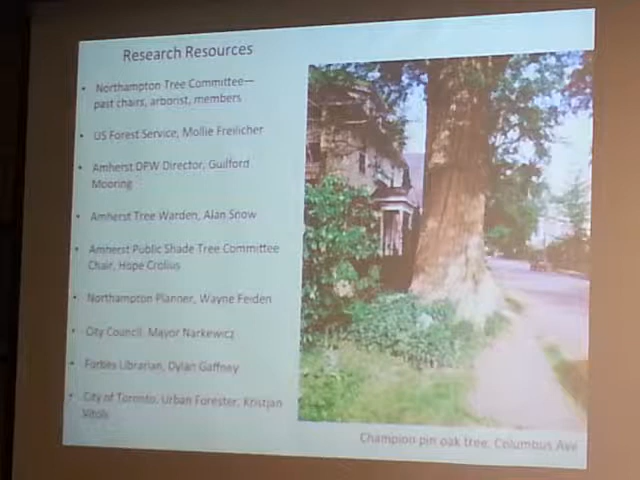 Research Resources
• Northampton Tree Committee—
past chairs, arborist, members
• US Forest Service, Mollie Freilicher
• Amherst DPW Director, Guilford
Mooring
• Amherst Tree Warden, Alan Snow
• Amherst Public Shade Tree Committee
Chair, Hope Crolius
• Northampton Planner, Wayne Feiden
• City Council, Mayor Narkewicz
• Forbes Librarian, Dylan Gaffney
• City of Toronto, Urban Forester, Kristjan
Vitols
Champion pin oak tree, Columbus Ave